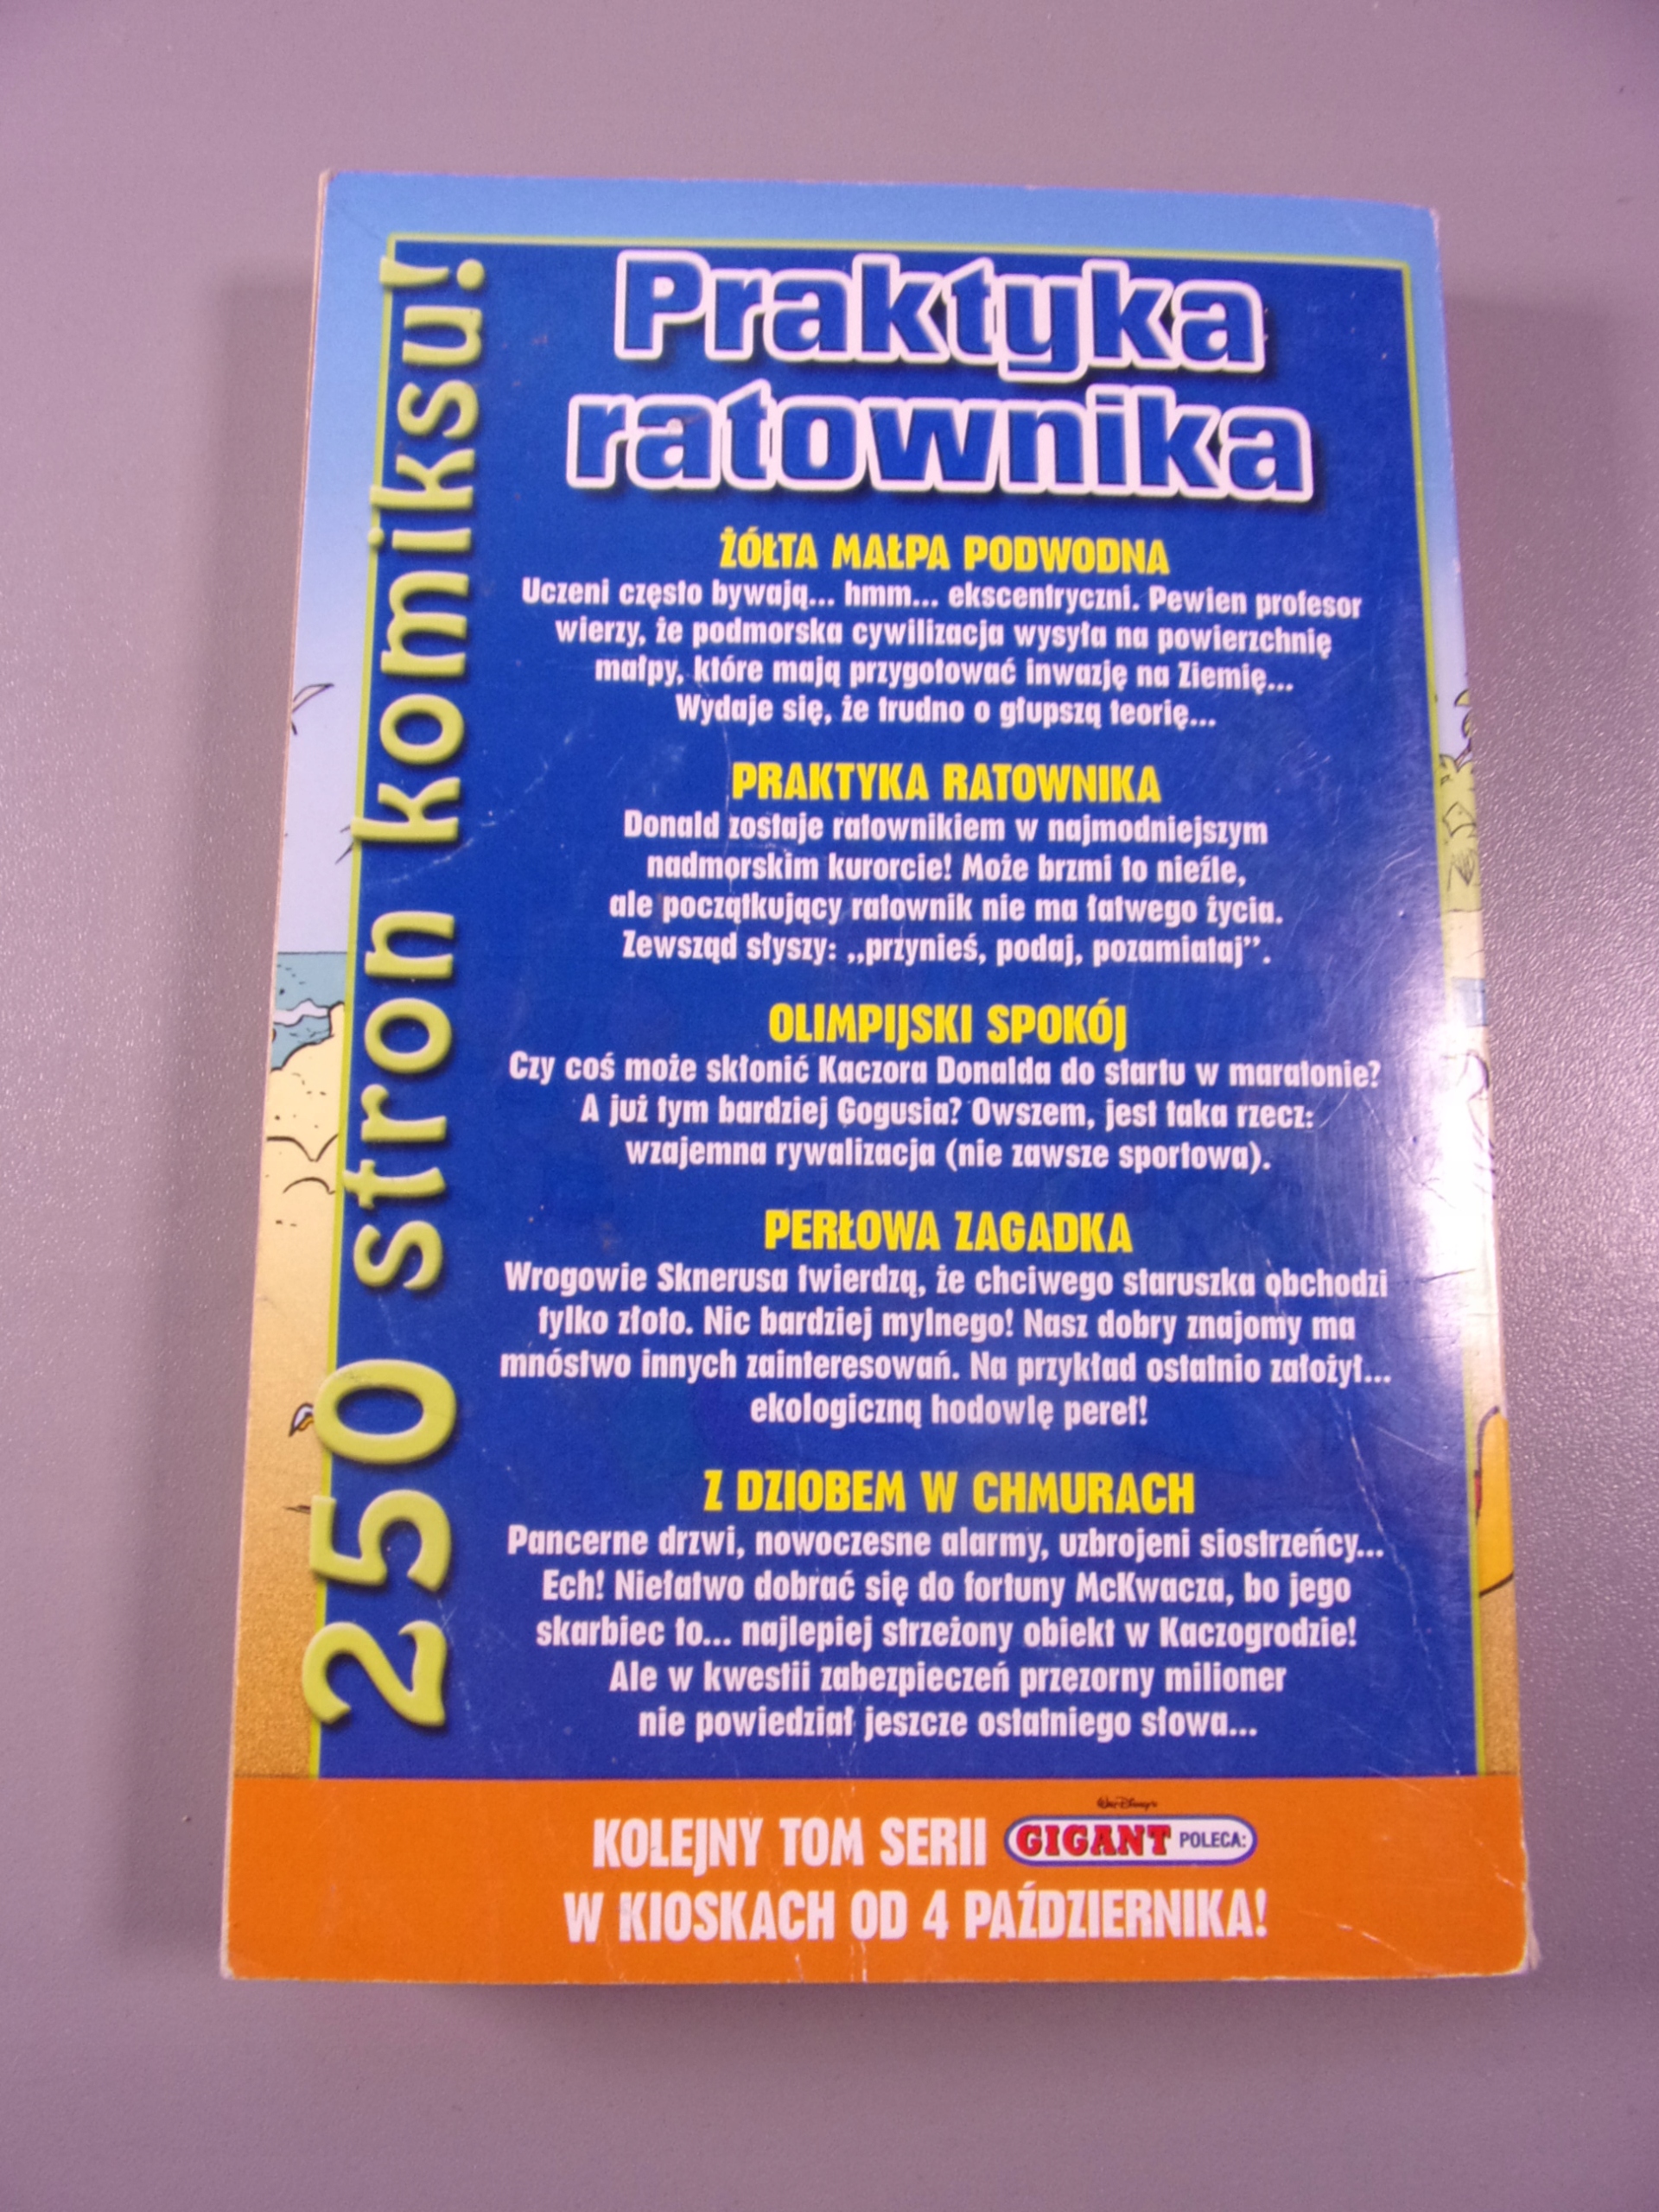 250 stron komiksu!
Praktyka
ratownika
ŻÓŁTA MAŁPA PODWODNA
Uczeni często bywają... hmm... ekscentryczni. Pewien profesor
wierzy, że podmorska cywilizacja wysyła na powierzchnię
małpy, które mają przygotować inwazję na Ziemię...
Wydaje się, że trudno o głupszą teorię...
PRAKTYKA RATOWNIKA
Donald zostaje ratownikiem w najmodniejszym
nadmorskim kurorcie! Może brzmi to nieźle,
ale początkujący ratownik nie ma łatwego życia.
Zewsząd słyszy: „przynieś, podaj, pozamiataj”.
OLIMPIJSKI SPOKÓJ
Czy coś może skłonić Kaczora Donalda do startu w maratonie?
A już tym bardziej Gogusia? Owszem, jest taka rzecz:
wzajemna rywalizacja (nie zawsze sportowa).
PERŁOWA ZAGADKA
Wrogowie Sknerusa twierdzą, że chciwego staruszka obchodzi
tylko złoto. Nic bardziej mylnego! Nasz dobry znajomy ma
mnóstwo innych zainteresowań. Na przykład ostatnio założył...
ekologiczną hodowlę pereł!
Z DZIOBEM W CHMURACH
Pancerne drzwi, nowoczesne alarmy, uzbrojeni siostrzeńcy...
Ech! Niełatwo dobrać się do fortuny McKwacza, bo jego
skarbiec to... najlepiej strzeżony obiekt w Kaczogrodzie!
Ale w kwestii zabezpieczeń przezorny milioner
nie powiedział jeszcze ostatniego słowa...
Walt Disney's
KOLEJNY TOM SERII GIGANT POLECA:
W KIOSKACH OD 4 PAŹDZIERNIKA!